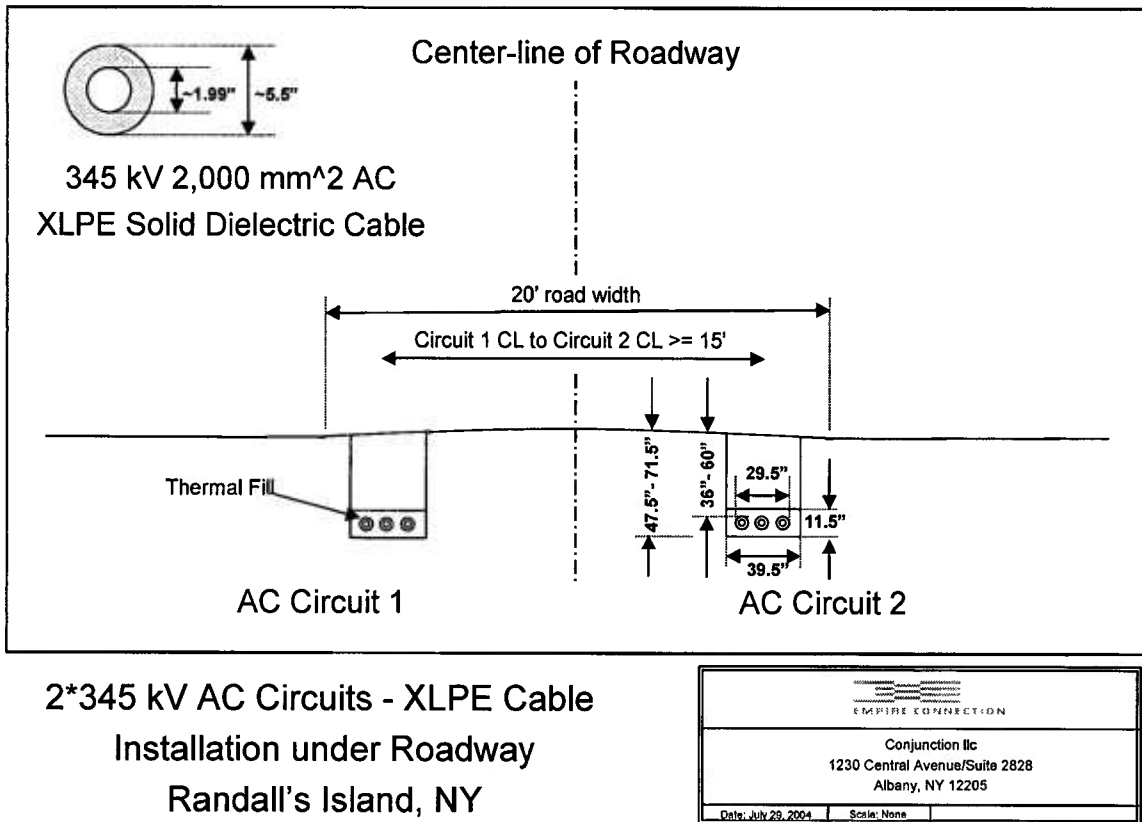 Center-line of Roadway
~1.99" ~5.5"
345 kV 2,000 mm^2 AC
XLPE Solid Dielectric Cable
20' road width
Circuit 1 CL to Circuit 2 CL >= 15'
Thermal Fill
47.5"- 71.5"
36"- 60"
29.5"
11.5"
39.5"
AC Circuit 1
AC Circuit 2
2*345 kV AC Circuits - XLPE Cable
Installation under Roadway
Randall's Island, NY
EMPIRE CONNECTION
Conjunction llc
1230 Central Avenue/Suite 2828
Albany, NY 12205
Date: July 29, 2004 Scale: None